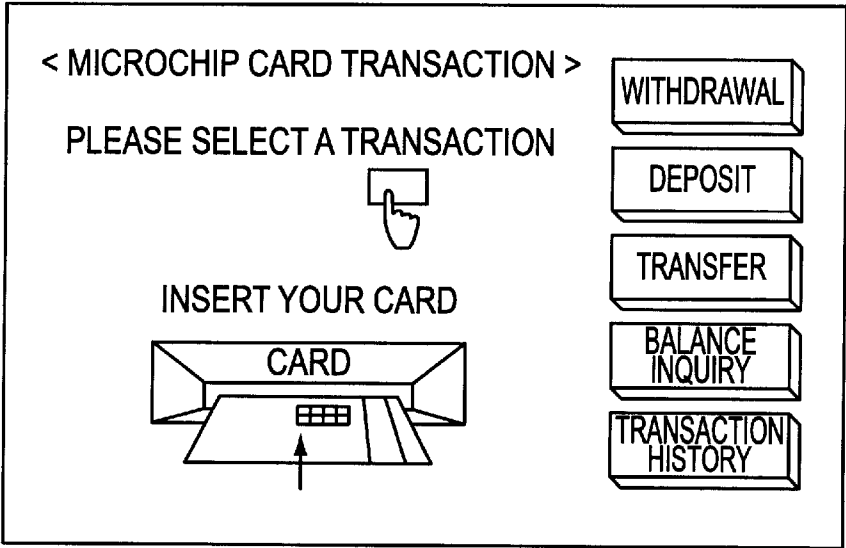 < MICROCHIP CARD TRANSACTION >
PLEASE SELECT A TRANSACTION
INSERT YOUR CARD
CARD
WITHDRAWAL
DEPOSIT
TRANSFER
BALANCE
INQUIRY
TRANSACTION
HISTORY